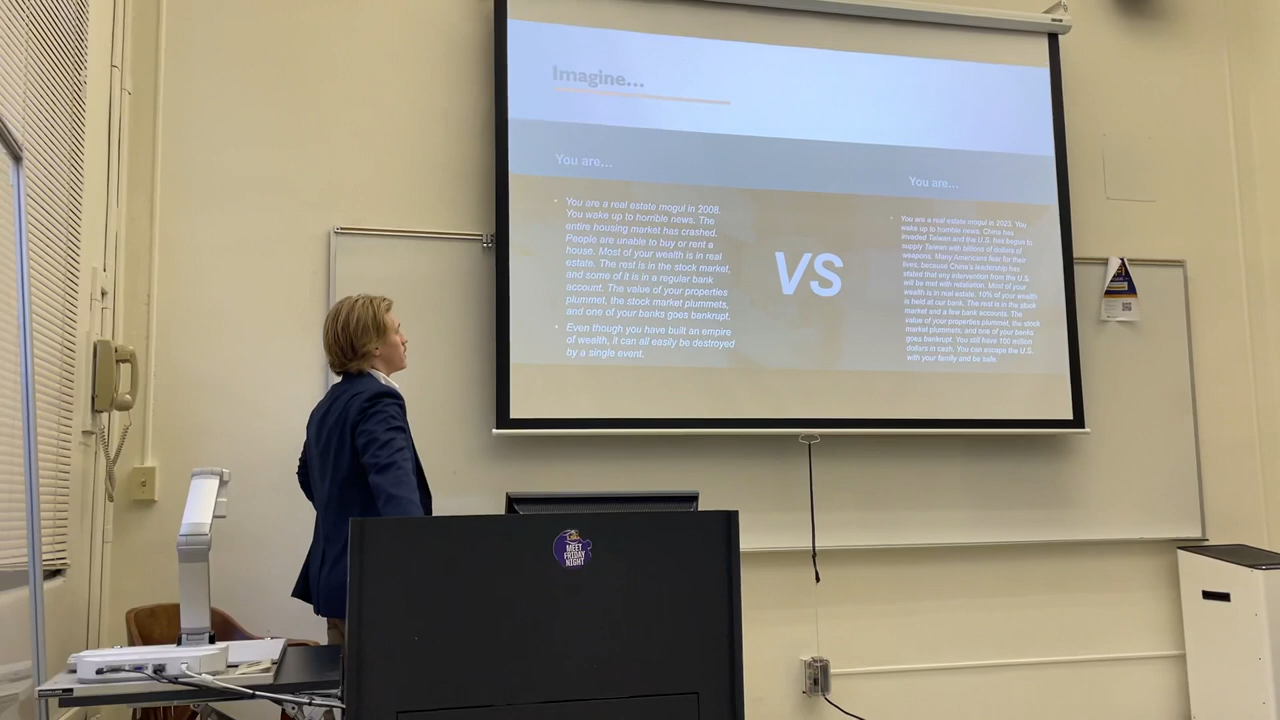 Imagine...
You are...
• You are a real estate mogul in 2008.
You wake up to horrible news. The
entire housing market has crashed.
People are unable to buy or rent a
house. Most of your wealth is in real
estate. The rest is in the stock market,
and some of it is in a regular bank
account. The value of your properties
plummet, the stock market plummets,
and one of your banks goes bankrupt.
• Even though you have built an empire
of wealth, it can all easily be destroyed
by a single event.
VS
You are...
• You are a real estate mogul in 2023. You
wake up to horrible news. China has
invaded Taiwan and the U.S. has begun to
supply Taiwan with billions of dollars of
weapons. Many Americans fear for their
lives, because China's leadership has
stated that any intervention from the U.S.
will be met with retaliation. Most of your
wealth is in real estate. 10% of your wealth
is held at our bank. The rest is in the stock
market and a few bank accounts. The
value of your properties plummet, the stock
market plummets, and one of your banks
goes bankrupt. You still have 100 million
dollars in cash. You can escape the U.S.
with your family and be safe.
MEET
FRIDAY
NIGHT